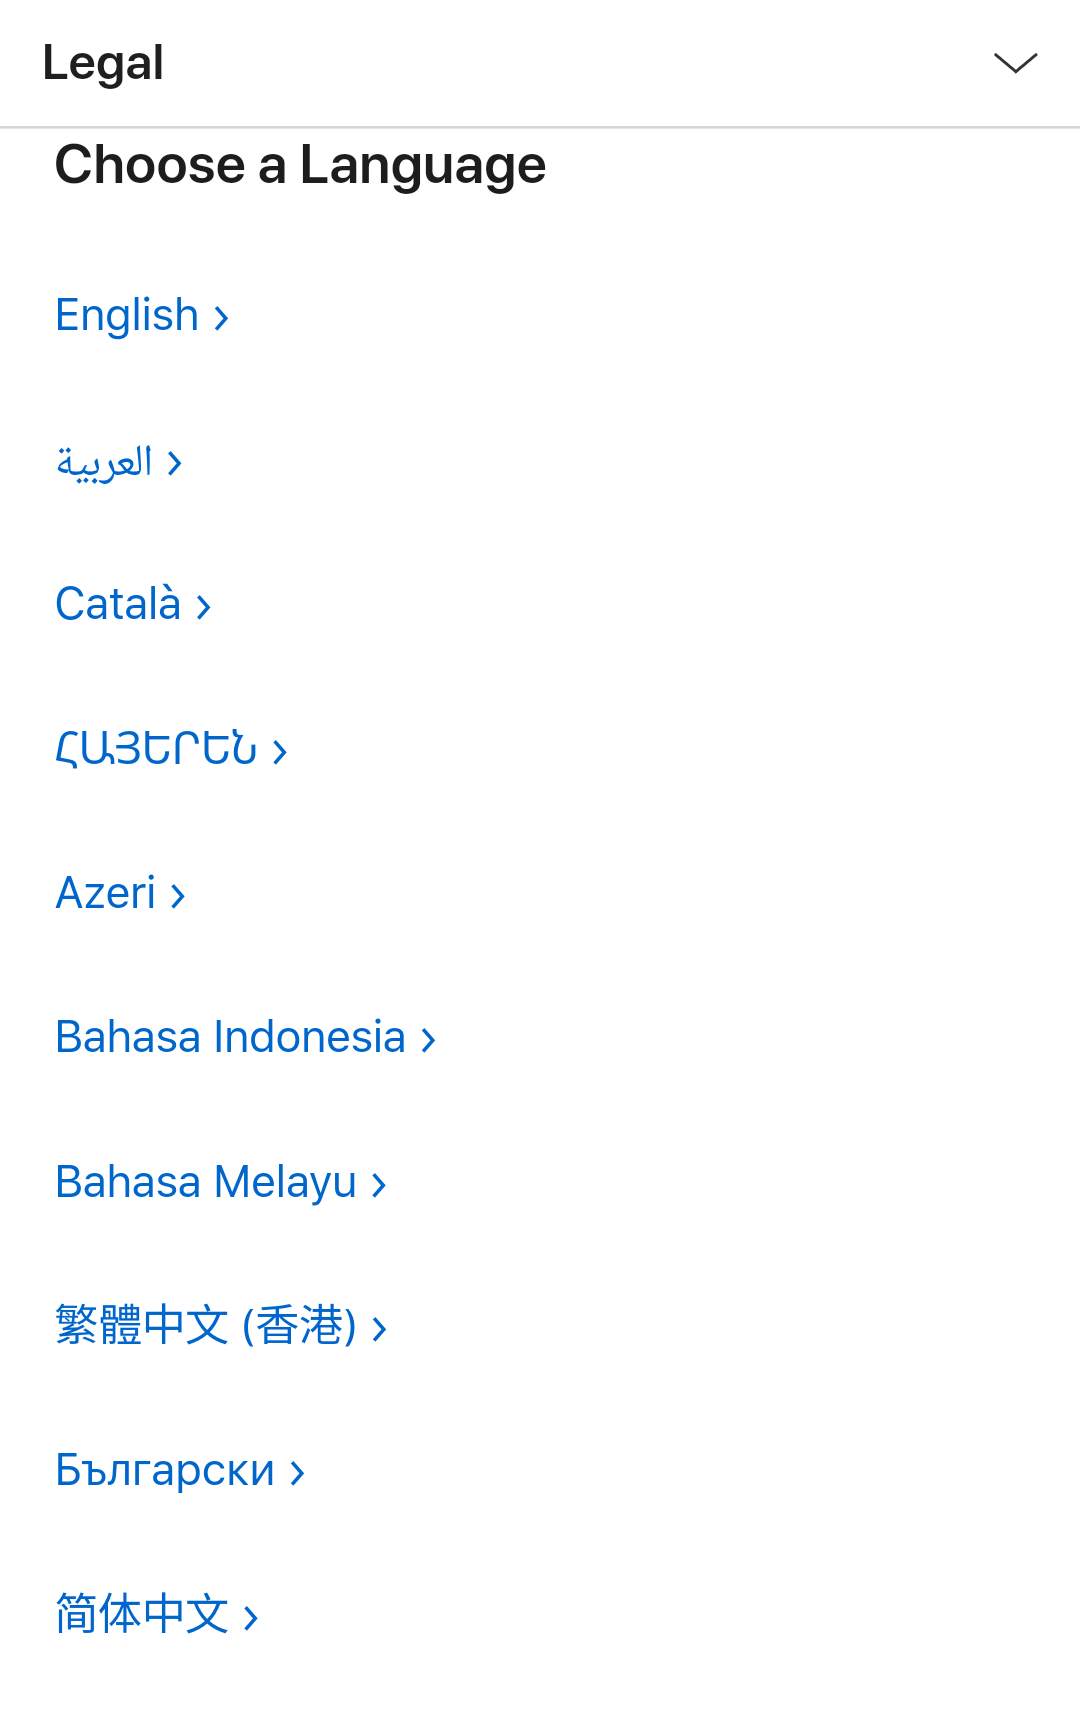 Legal
Choose a Language
English
العربية
Català
ՀԱՅԵՐԵՆ
Azeri
Bahasa Indonesia
Bahasa Melayu
繁體中文 (香港)
Български
简体中文